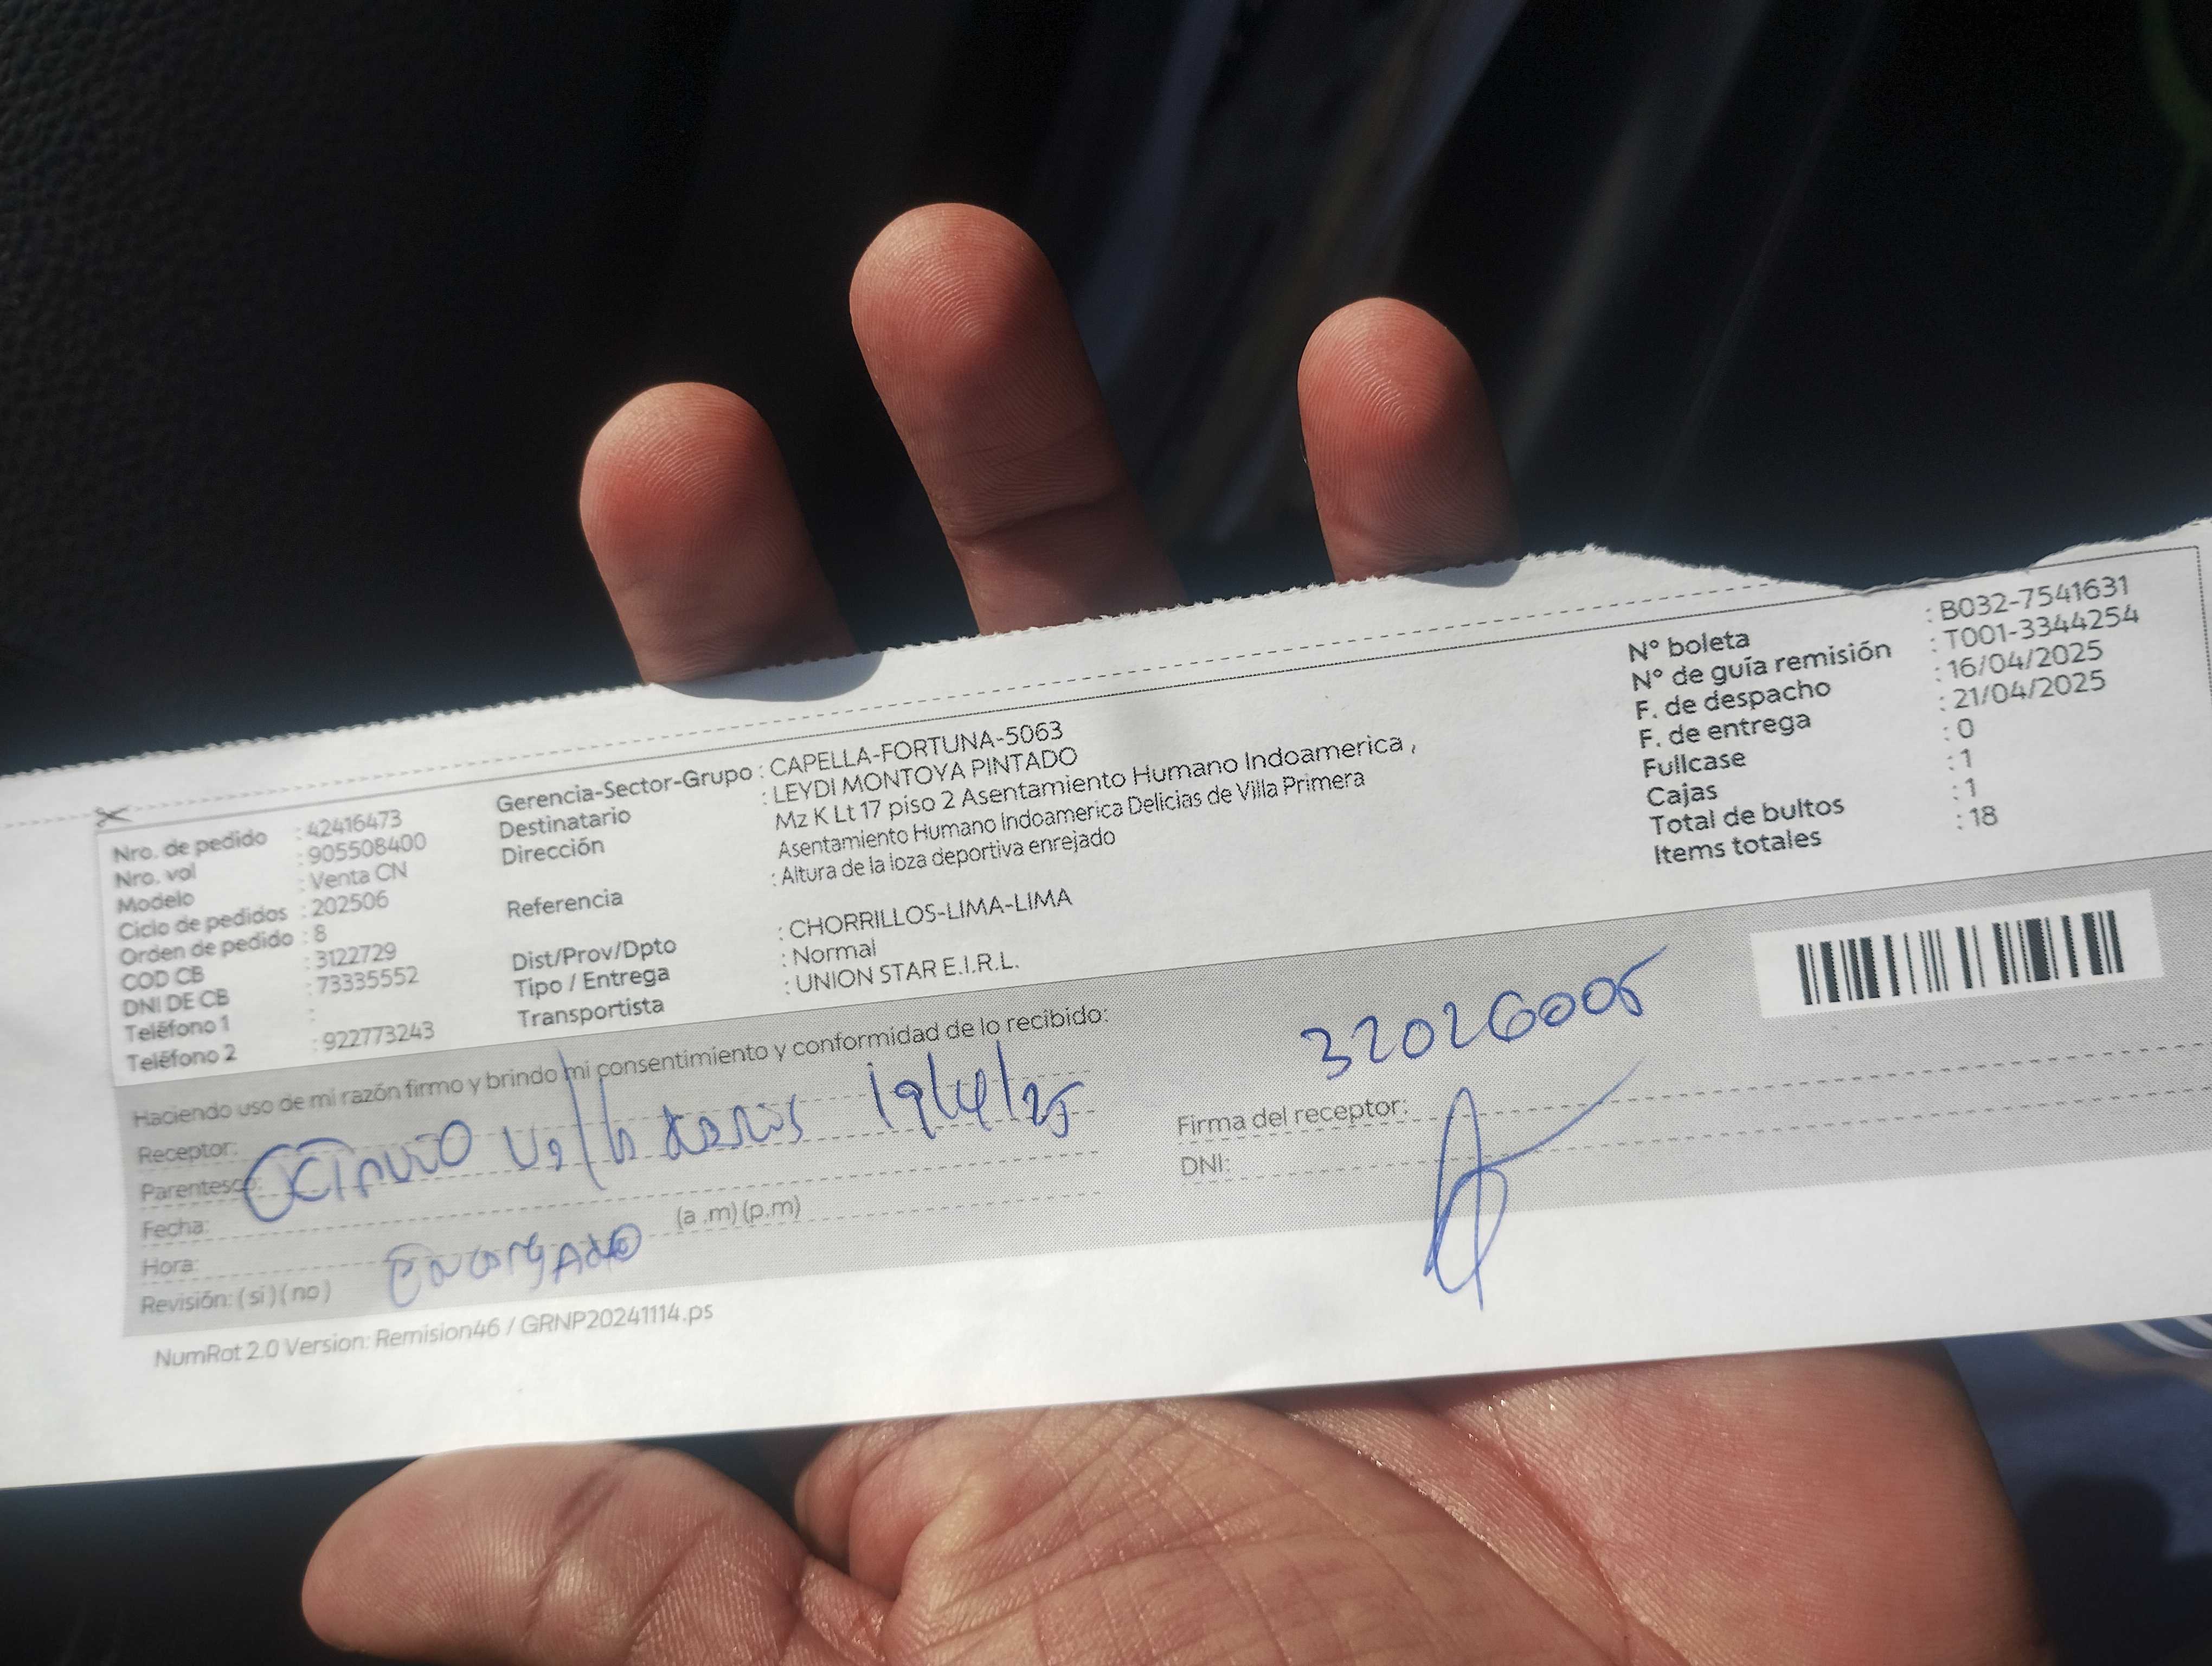 Nro. de pedido : 42416473
Nro. vol : 905508400
Modelo : Venta CN
Ciclo de pedidos : 202506
Orden de pedido : 8
COD CB : 3122729
DNI DE CB : 73335552
Teléfono 1 :
Teléfono 2 : 922773243
Gerencia-Sector-Grupo : CAPELLA-FORTUNA-5063
Destinatario : LEYDI MONTOYA PINTADO
Dirección Mz K Lt 17 piso 2 Asentamiento Humano Indoamerica ,
Asentamiento Humano Indoamerica Delicias de Villa Primera
Referencia : Altura de la loza deportiva enrejado
Dist/Prov/Dpto : CHORRILLOS-LIMA-LIMA
Tipo / Entrega : Normal
Transportista : UNION STAR E.I.R.L.
N° boleta : B032-7541631
N° de guía remisión : T001-3344254
F. de despacho : 16/04/2025
F. de entrega : 21/04/2025
Fullcase : 0
Cajas : 1
Total de bultos : 1
Items totales : 18
Haciendo uso de mi razón firmo y brindo mi consentimiento y conformidad de lo recibido:
Receptor:
Parentesco: OCTAVIO 19/4/25
Fecha:
Hora: (a .m) (p.m)
Revisión: ( si ) ( no ) Encargado
32026005
Firma del receptor:
DNI:
NumRot 2.0 Version: Remision46 / GRNP20241114.ps